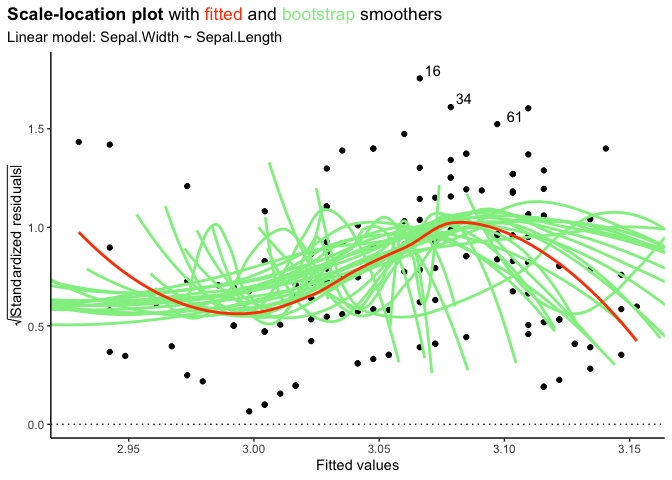 Scale-location plot with fitted and bootstrap smoothers
Linear model: Sepal.Width ~ Sepal.Length
16
34
61
1.5
1.0
0.5
0.0
√|Standardized residuals|
2.95 3.00 3.05 3.10 3.15
Fitted values